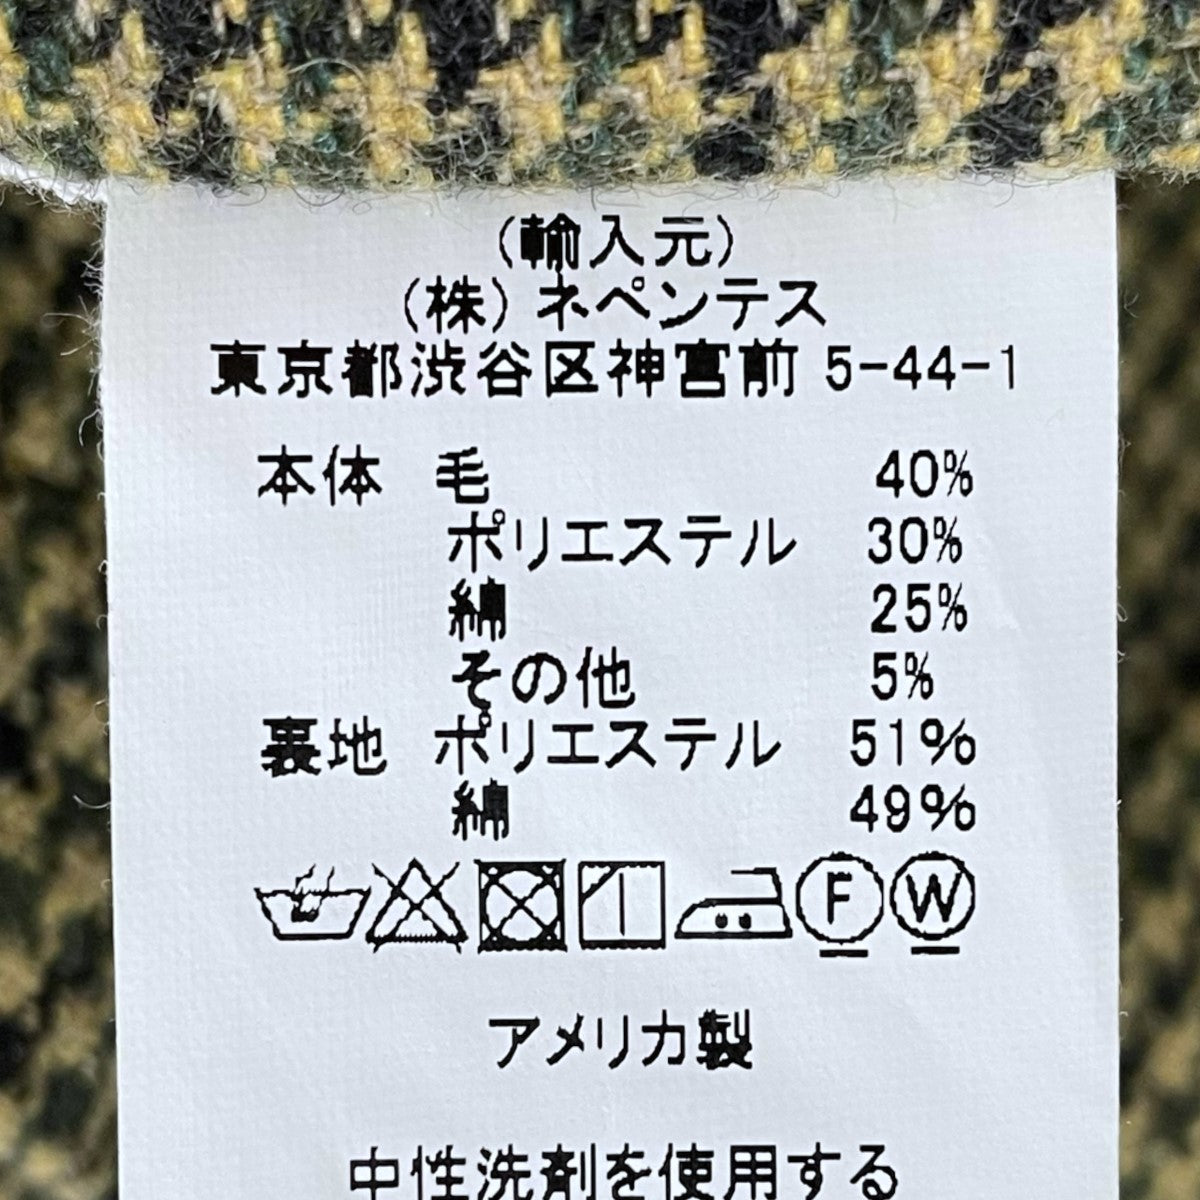 (輸入元)
(株) ネペンテス
東京都渋谷区神宮前 5-44-1
本体 毛 40%
ポリエステル 30%
綿 25%
その他 5%
裏地 ポリエステル 51%
綿 49%
F W
アメリカ製
中性洗剤を使用する